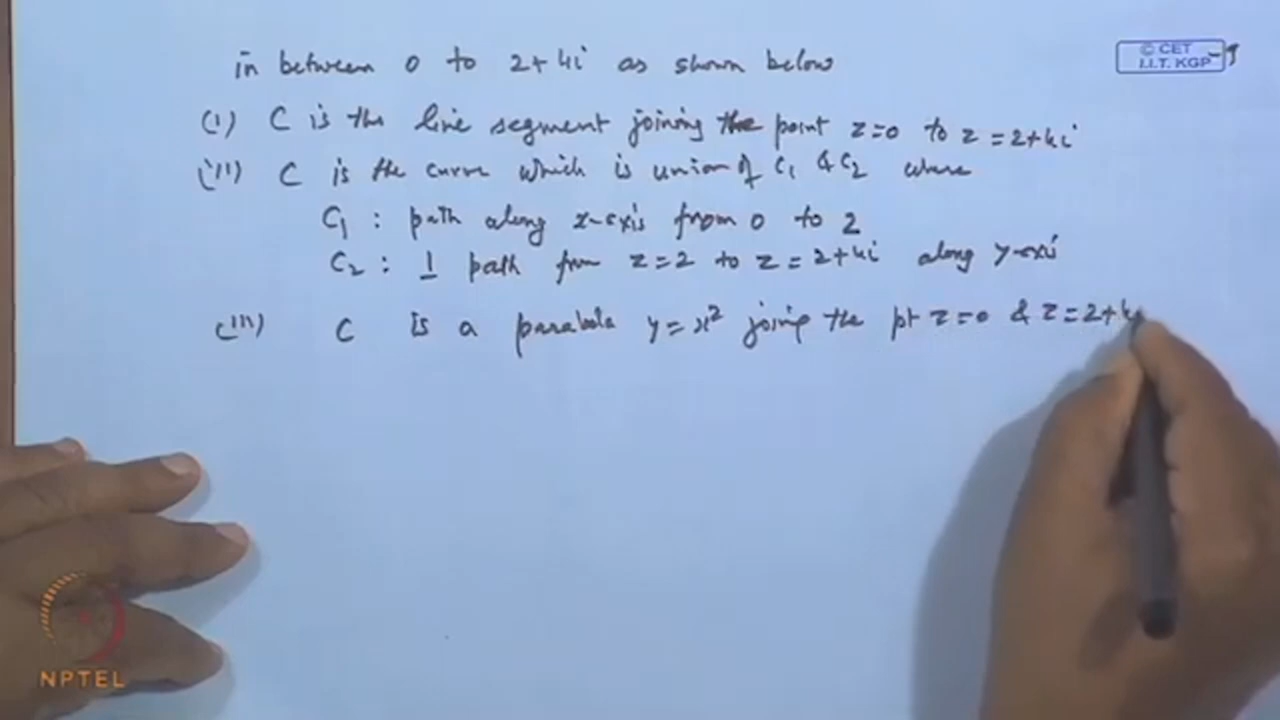 in between 0 to 2+4i as shown below
© CET
I.I.T. KGP
(i) C is the line segment joining the point z=0 to z=2+4i
(ii) C is the curve which is union of C1 & C2 where
C1 : path along x-axis from 0 to 2
C2 : path from z=2 to z=2+4i along y-axis
(iii) C is a parabola y=x² joining the pt z=0 & z=2+4
NPTEL